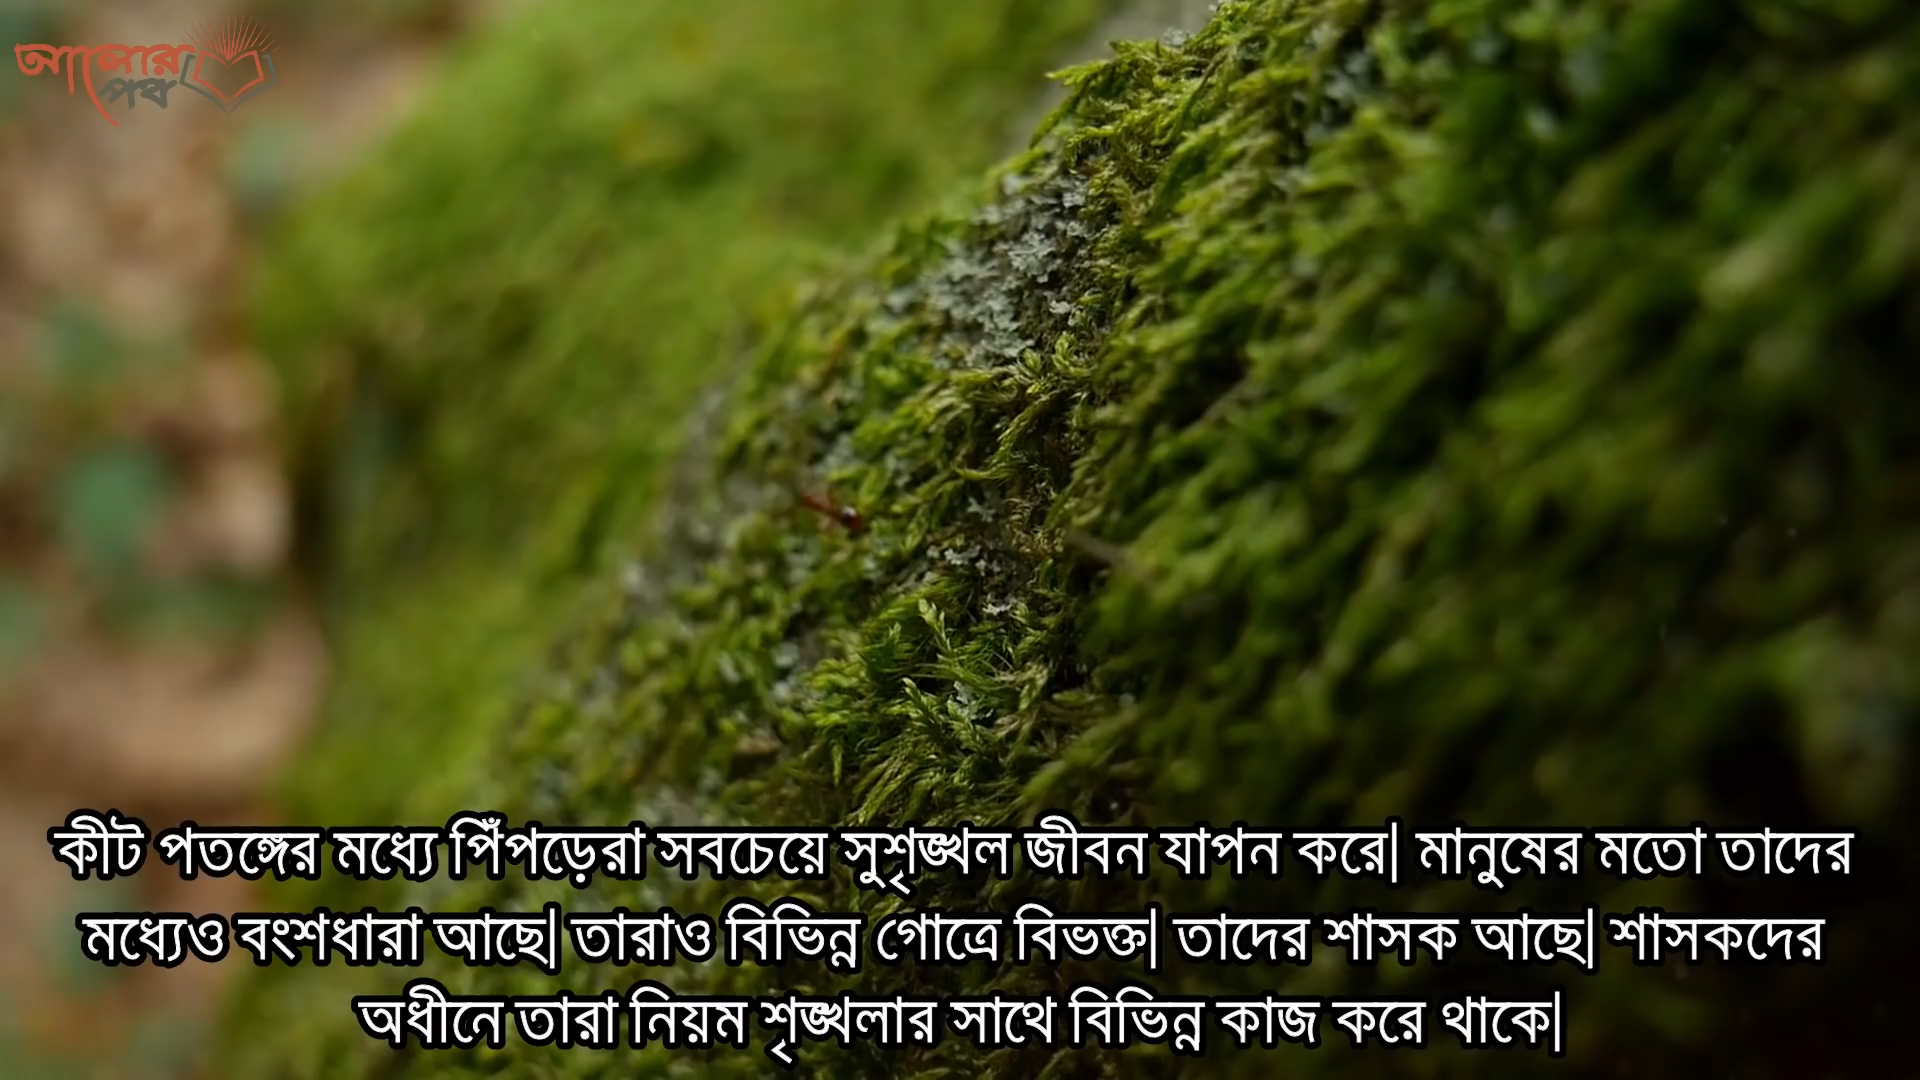 আলোর
পথ
কীট পতঙ্গের মধ্যে পিঁপড়েরা সবচেয়ে সুশৃঙ্খল জীবন যাপন করে| মানুষের মতো তাদের
মধ্যেও বংশধারা আছে| তারাও বিভিন্ন গোত্রে বিভক্ত| তাদের শাসক আছে| শাসকদের
অধীনে তারা নিয়ম শৃঙ্খলার সাথে বিভিন্ন কাজ করে থাকে|